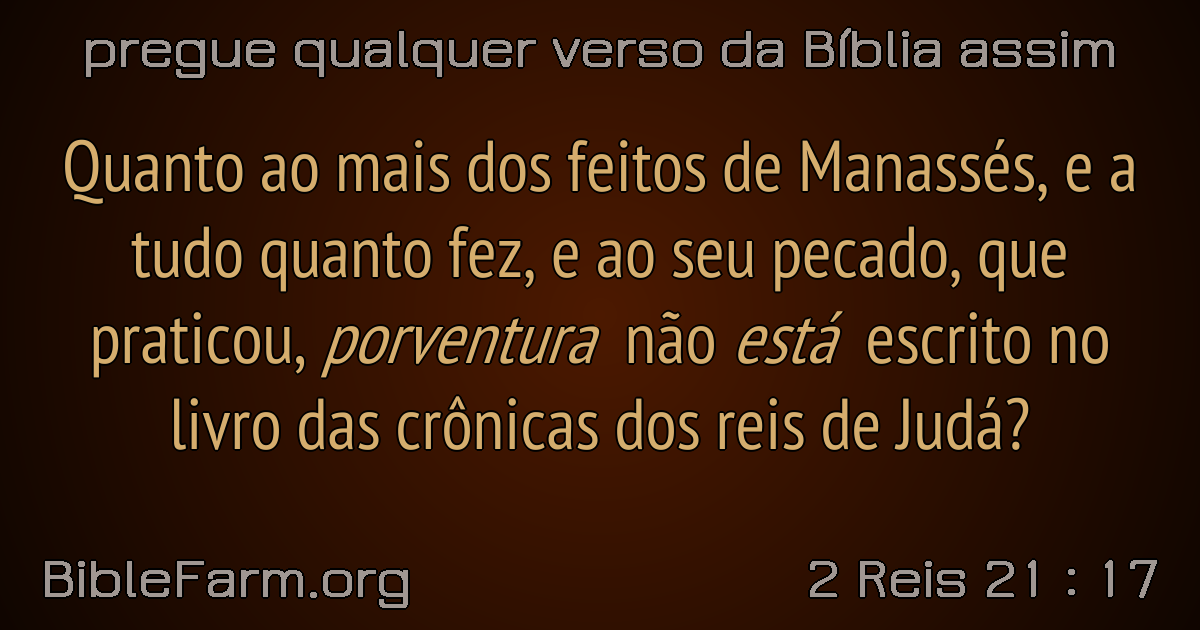 pregue qualquer verso da Bíblia assim
Quanto ao mais dos feitos de Manassés, e a
tudo quanto fez, e ao seu pecado, que
praticou, porventura não está escrito no
livro das crônicas dos reis de Judá?
BibleFarm.org
2 Reis 21 : 17